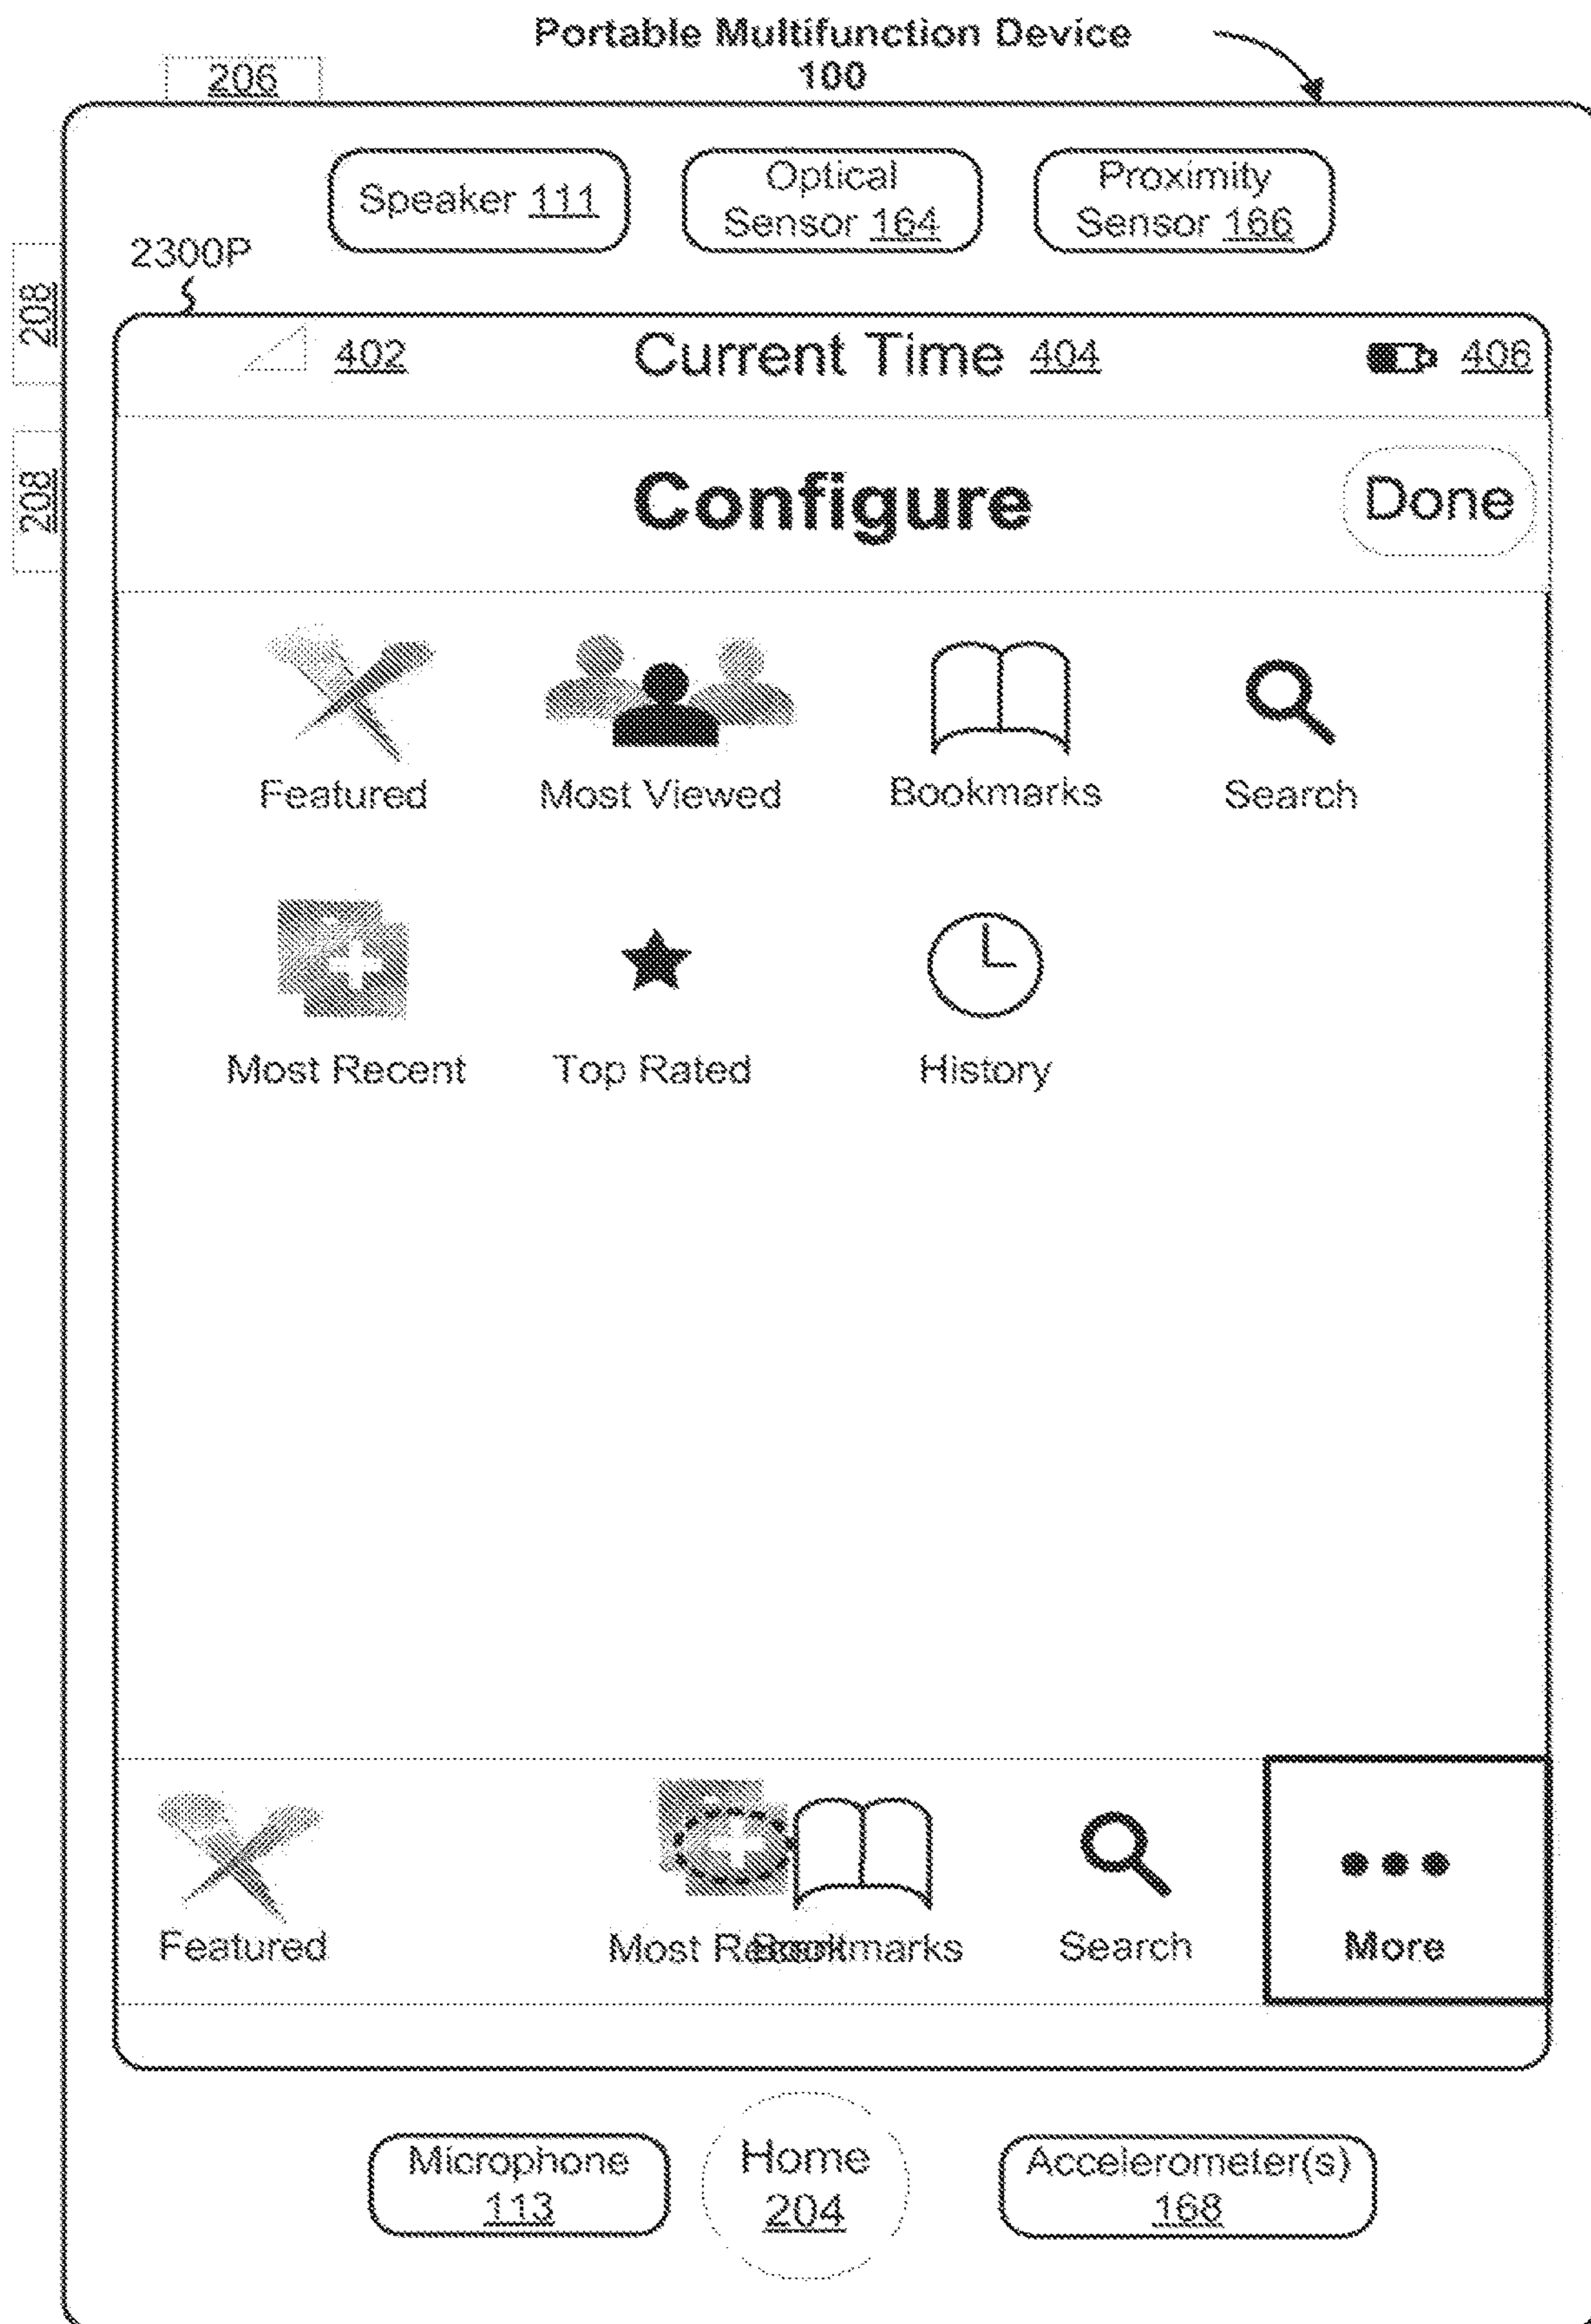 Portable Multifunction Device
100
206
Speaker 111
Optical
Sensor 164
Proximity
Sensor 166
2300P
208
208
402
Current Time 404
406
Configure
Done
Featured
Most Viewed
Bookmarks
Search
Most Recent
Top Rated
History
Featured
Most Recent
Bookmarks
Search
More
Microphone
113
Home
204
Accelerometer(s)
168